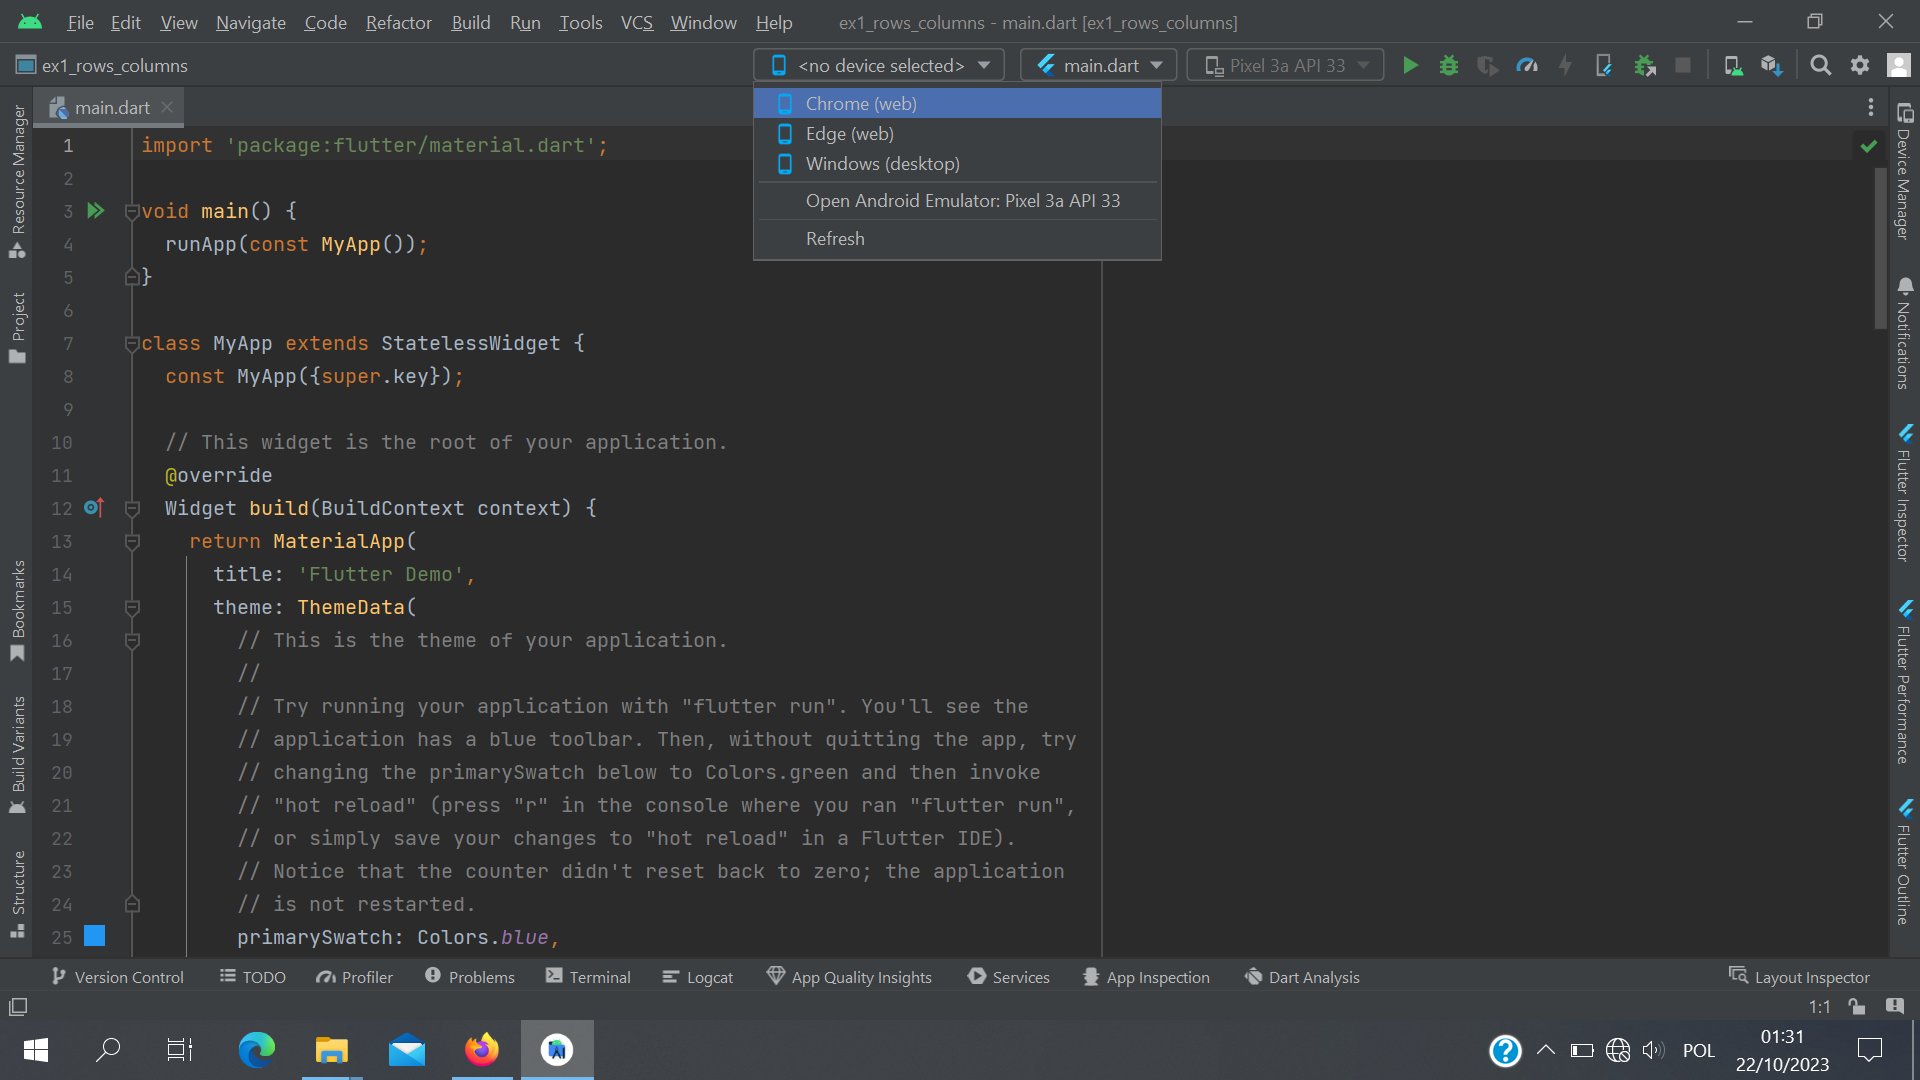 File Edit View Navigate Code Refactor Build Run Tools VCS Window Help ex1_rows_columns - main.dart [ex1_rows_columns]
ex1_rows_columns <no device selected> main.dart Pixel 3a API 33
main.dart
Chrome (web)
Edge (web)
Windows (desktop)
Open Android Emulator: Pixel 3a API 33
Refresh
Resource Manager
Project
Bookmarks
Build Variants
Structure
1 import 'package:flutter/material.dart';
2
3 void main() {
4 runApp(const MyApp());
5 }
6
7 class MyApp extends StatelessWidget {
8 const MyApp({super.key});
9
10 // This widget is the root of your application.
11 @override
12 Widget build(BuildContext context) {
13 return MaterialApp(
14 title: 'Flutter Demo',
15 theme: ThemeData(
16 // This is the theme of your application.
17 //
18 // Try running your application with "flutter run". You'll see the
19 // application has a blue toolbar. Then, without quitting the app, try
20 // changing the primarySwatch below to Colors.green and then invoke
21 // "hot reload" (press "r" in the console where you ran "flutter run",
22 // or simply save your changes to "hot reload" in a Flutter IDE).
23 // Notice that the counter didn't reset back to zero; the application
24 // is not restarted.
25 primarySwatch: Colors.blue,
Device Manager
Notifications
Flutter Inspector
Flutter Performance
Flutter Outline
Version Control TODO Profiler Problems Terminal Logcat App Quality Insights Services App Inspection Dart Analysis Layout Inspector
1:1
POL 01:31
22/10/2023